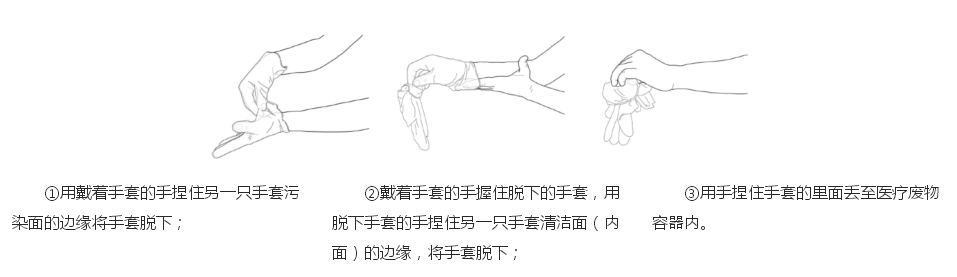 ①用戴着手套的手捏住另一只手套污
染面的边缘将手套脱下；
②戴着手套的手握住脱下的手套，用
脱下手套的手捏住另一只手套清洁面（内
面）的边缘，将手套脱下；
③用手捏住手套的里面丢至医疗废物
容器内。